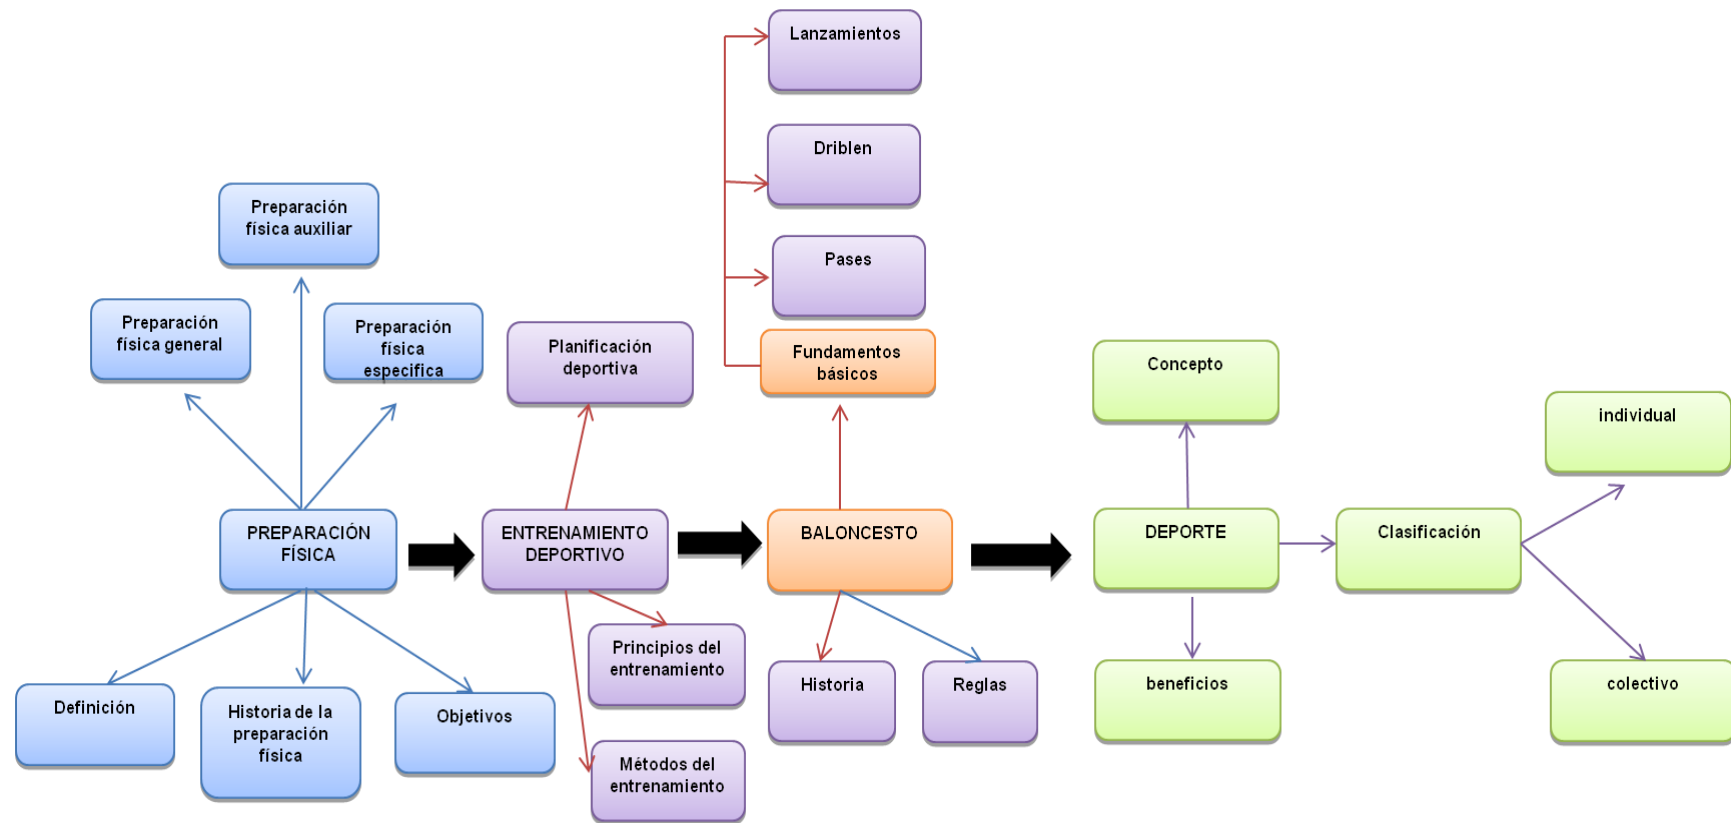 Lanzamientos
Driblen
Pases
Fundamentos
básicos
Preparación
física auxiliar
Preparación
física general
Preparación
física
especifica
Planificación
deportiva
Concepto
individual
PREPARACIÓN
FÍSICA
ENTRENAMIENTO
DEPORTIVO
BALONCESTO
DEPORTE
Clasificación
Definición
Historia de la
preparación
física
Objetivos
Principios del
entrenamiento
Métodos del
entrenamiento
Historia
Reglas
beneficios
colectivo